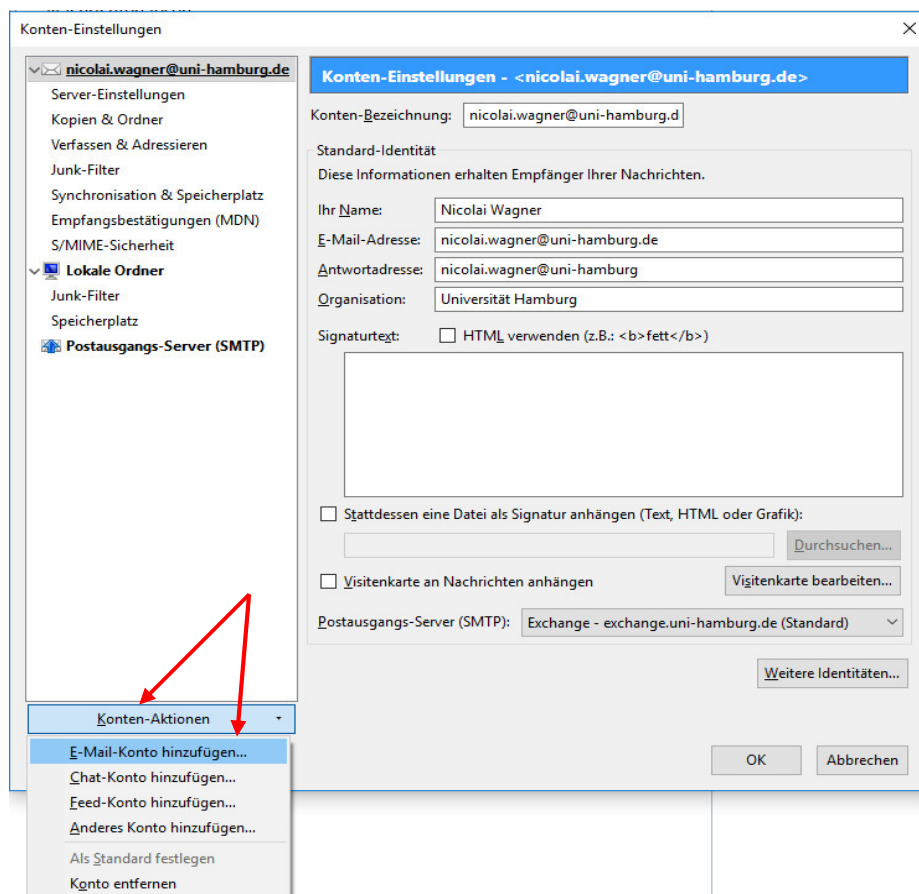 Konten-Einstellungen
nicolai.wagner@uni-hamburg.de
Server-Einstellungen
Kopien & Ordner
Verfassen & Adressieren
Junk-Filter
Synchronisation & Speicherplatz
Empfangsbestätigungen (MDN)
S/MIME-Sicherheit
Lokale Ordner
Junk-Filter
Speicherplatz
Postausgangs-Server (SMTP)
Konten-Aktionen
E-Mail-Konto hinzufügen...
Chat-Konto hinzufügen...
Feed-Konto hinzufügen...
Anderes Konto hinzufügen...
Als Standard festlegen
Konto entfernen
Konten-Einstellungen - <nicolai.wagner@uni-hamburg.de>
Konten-Bezeichnung: nicolai.wagner@uni-hamburg.d
Standard-Identität
Diese Informationen erhalten Empfänger Ihrer Nachrichten.
Ihr Name: Nicolai Wagner
E-Mail-Adresse: nicolai.wagner@uni-hamburg.de
Antwortadresse: nicolai.wagner@uni-hamburg
Organisation: Universität Hamburg
Signaturtext: HTML verwenden (z.B.: <b>fett</b>)
Stattdessen eine Datei als Signatur anhängen (Text, HTML oder Grafik):
Durchsuchen...
Visitenkarte an Nachrichten anhängen Visitenkarte bearbeiten...
Postausgangs-Server (SMTP): Exchange - exchange.uni-hamburg.de (Standard)
Weitere Identitäten...
OK Abbrechen